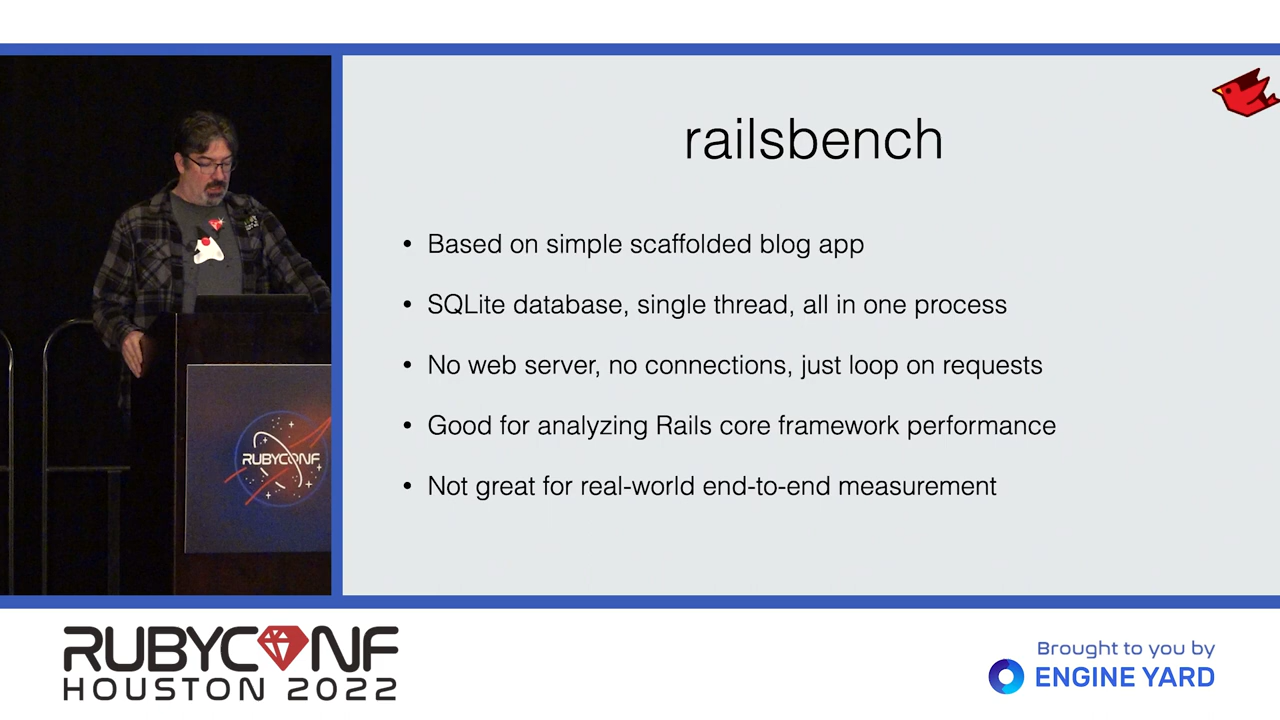 railsbench
• Based on simple scaffolded blog app
• SQLite database, single thread, all in one process
• No web server, no connections, just loop on requests
• Good for analyzing Rails core framework performance
• Not great for real-world end-to-end measurement
RUBYCONF
RUBYCONF
HOUSTON 2022
Brought to you by
ENGINE YARD